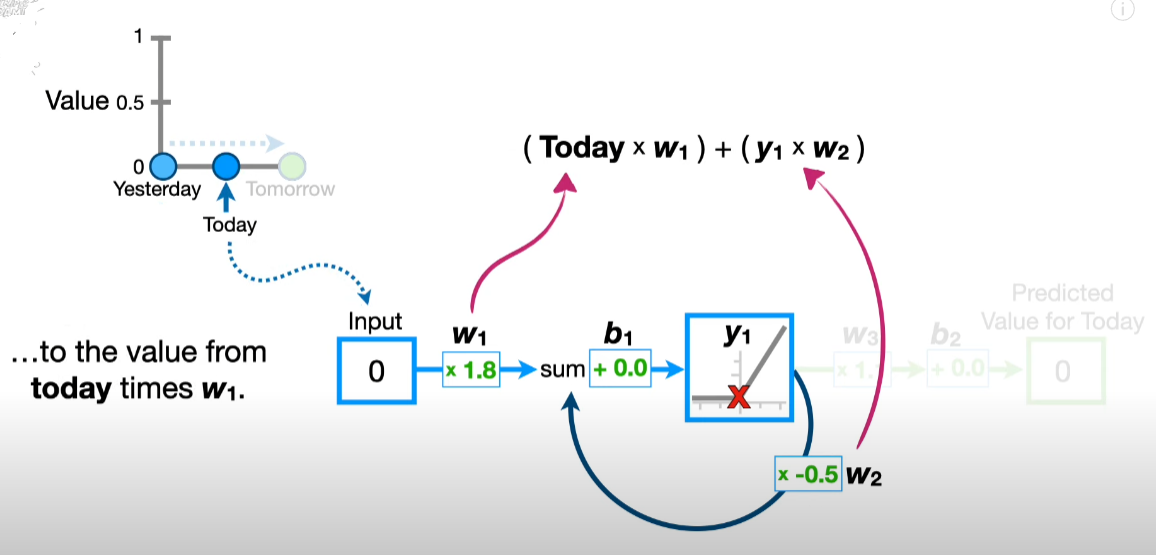 1
Value 0.5
0
Yesterday
Tomorrow
Today
( Today x w₁ ) + ( y₁ x w₂ )
Predicted
Value for Today
Input
w₁
b₁
y₁
w₃
b₂
…to the value from
today times w₁.
0
x 1.8
sum
+ 0.0
x 1.
+ 0.0
0
x -0.5 w₂